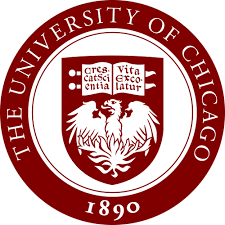 THE UNIVERSITY OF CHICAGO
Cres
cat Sci
entia
Vita
Exco
latur
1890